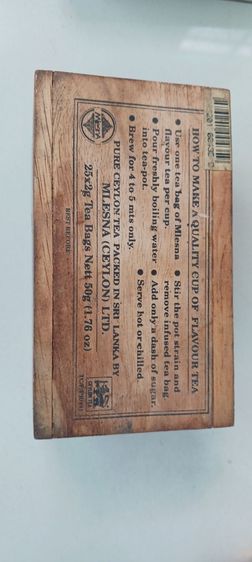 HOW TO MAKE A QUALITY CUP OF FLAVOUR TEA
• Use one tea bag of Mlesna
flavour tea per cup.
• Pour freshly boiling water
into tea-pot.
• Brew for 4 to 5 mts only.
• Stir the pot strain and
remove infused tea bag.
• Add only a dash of sugar.
• Serve hot or chilled.
PURE CEYLON TEA PACKED IN SRI LANKA BY
MLESNA (CEYLON) LTD.
25x2g Tea Bags Nett 50g (1.76 oz)
BEST BEFORE